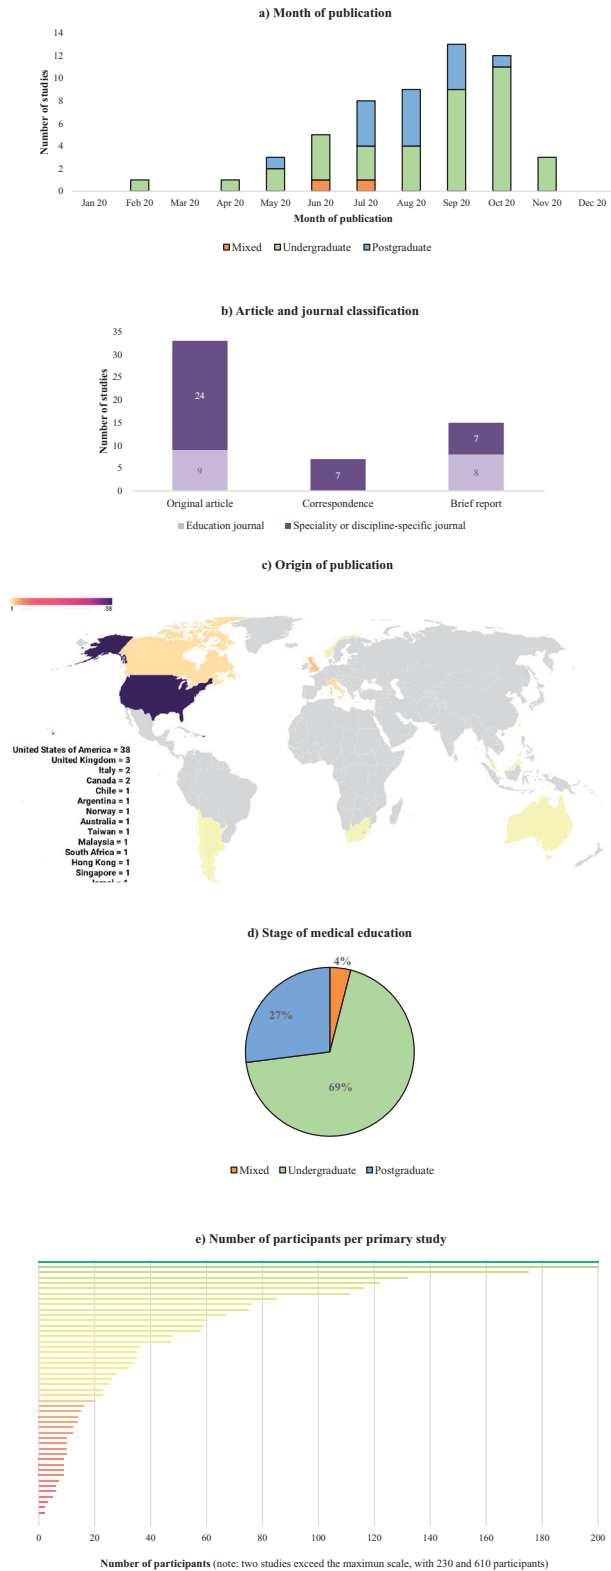 a) Month of publication
14
12
10
8
6
4
2
0
Number of studies
Jan 20 Feb 20 Mar 20 Apr 20 May 20 Jun 20 Jul 20 Aug 20 Sep 20 Oct 20 Nov 20 Dec 20
Month of publication
Mixed Undergraduate Postgraduate
b) Article and journal classification
35
30
25
20
15
10
5
0
Number of studies
24
9
7
7
8
Original article Correspondence Brief report
Education journal Speciality or discipline-specific journal
c) Origin of publication
1 38
United States of America = 38
United Kingdom = 3
Italy = 2
Canada = 2
Chile = 1
Argentina = 1
Norway = 1
Australia = 1
Taiwan = 1
Malaysia = 1
South Africa = 1
Hong Kong = 1
Singapore = 1
Israel = 1
d) Stage of medical education
4%
27%
69%
Mixed Undergraduate Postgraduate
e) Number of participants per primary study
0 20 40 60 80 100 120 140 160 180 200
Number of participants (note: two studies exceed the maximun scale, with 230 and 610 participants)